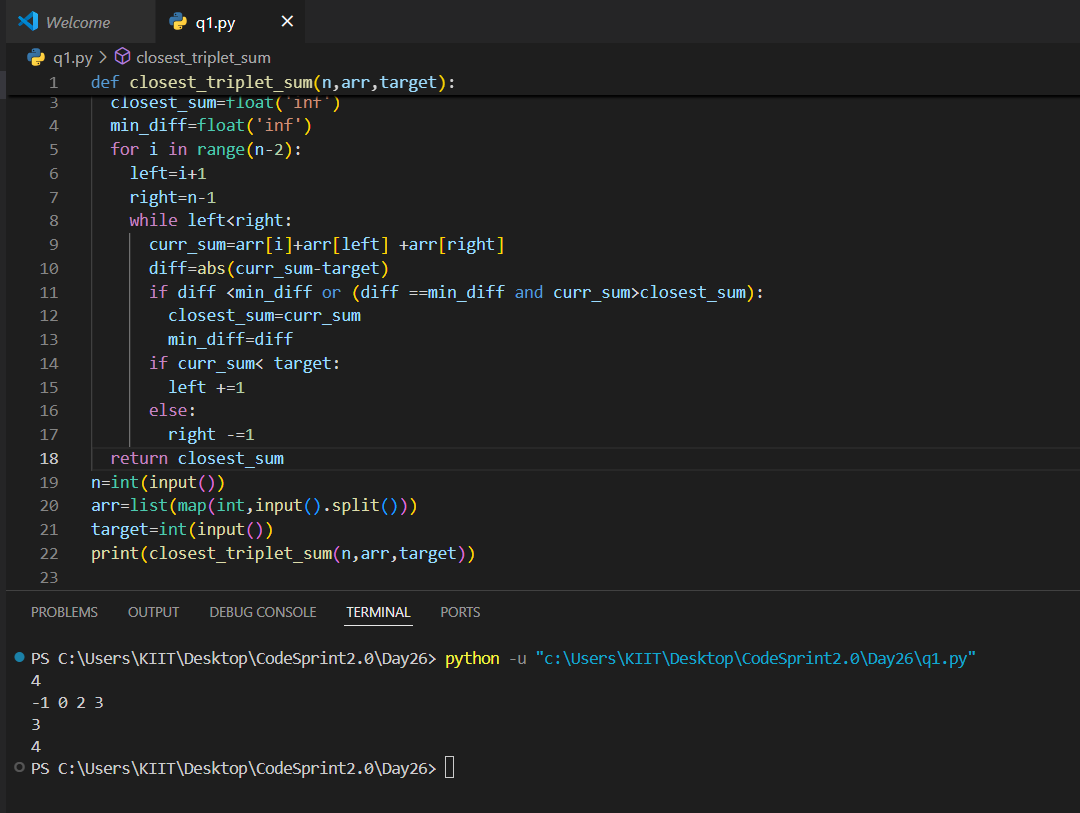 Welcome
q1.py ×
q1.py > closest_triplet_sum
1 def closest_triplet_sum(n,arr,target):
3 closest_sum=float('inf')
4 min_diff=float('inf')
5 for i in range(n-2):
6 left=i+1
7 right=n-1
8 while left<right:
9 curr_sum=arr[i]+arr[left] +arr[right]
10 diff=abs(curr_sum-target)
11 if diff <min_diff or (diff ==min_diff and curr_sum>closest_sum):
12 closest_sum=curr_sum
13 min_diff=diff
14 if curr_sum< target:
15 left +=1
16 else:
17 right -=1
18 return closest_sum
19 n=int(input())
20 arr=list(map(int,input().split()))
21 target=int(input())
22 print(closest_triplet_sum(n,arr,target))
23
PROBLEMS OUTPUT DEBUG CONSOLE TERMINAL PORTS
PS C:\Users\KIIT\Desktop\CodeSprint2.0\Day26> python -u "c:\Users\KIIT\Desktop\CodeSprint2.0\Day26\q1.py"
4
-1 0 2 3
3
4
PS C:\Users\KIIT\Desktop\CodeSprint2.0\Day26>